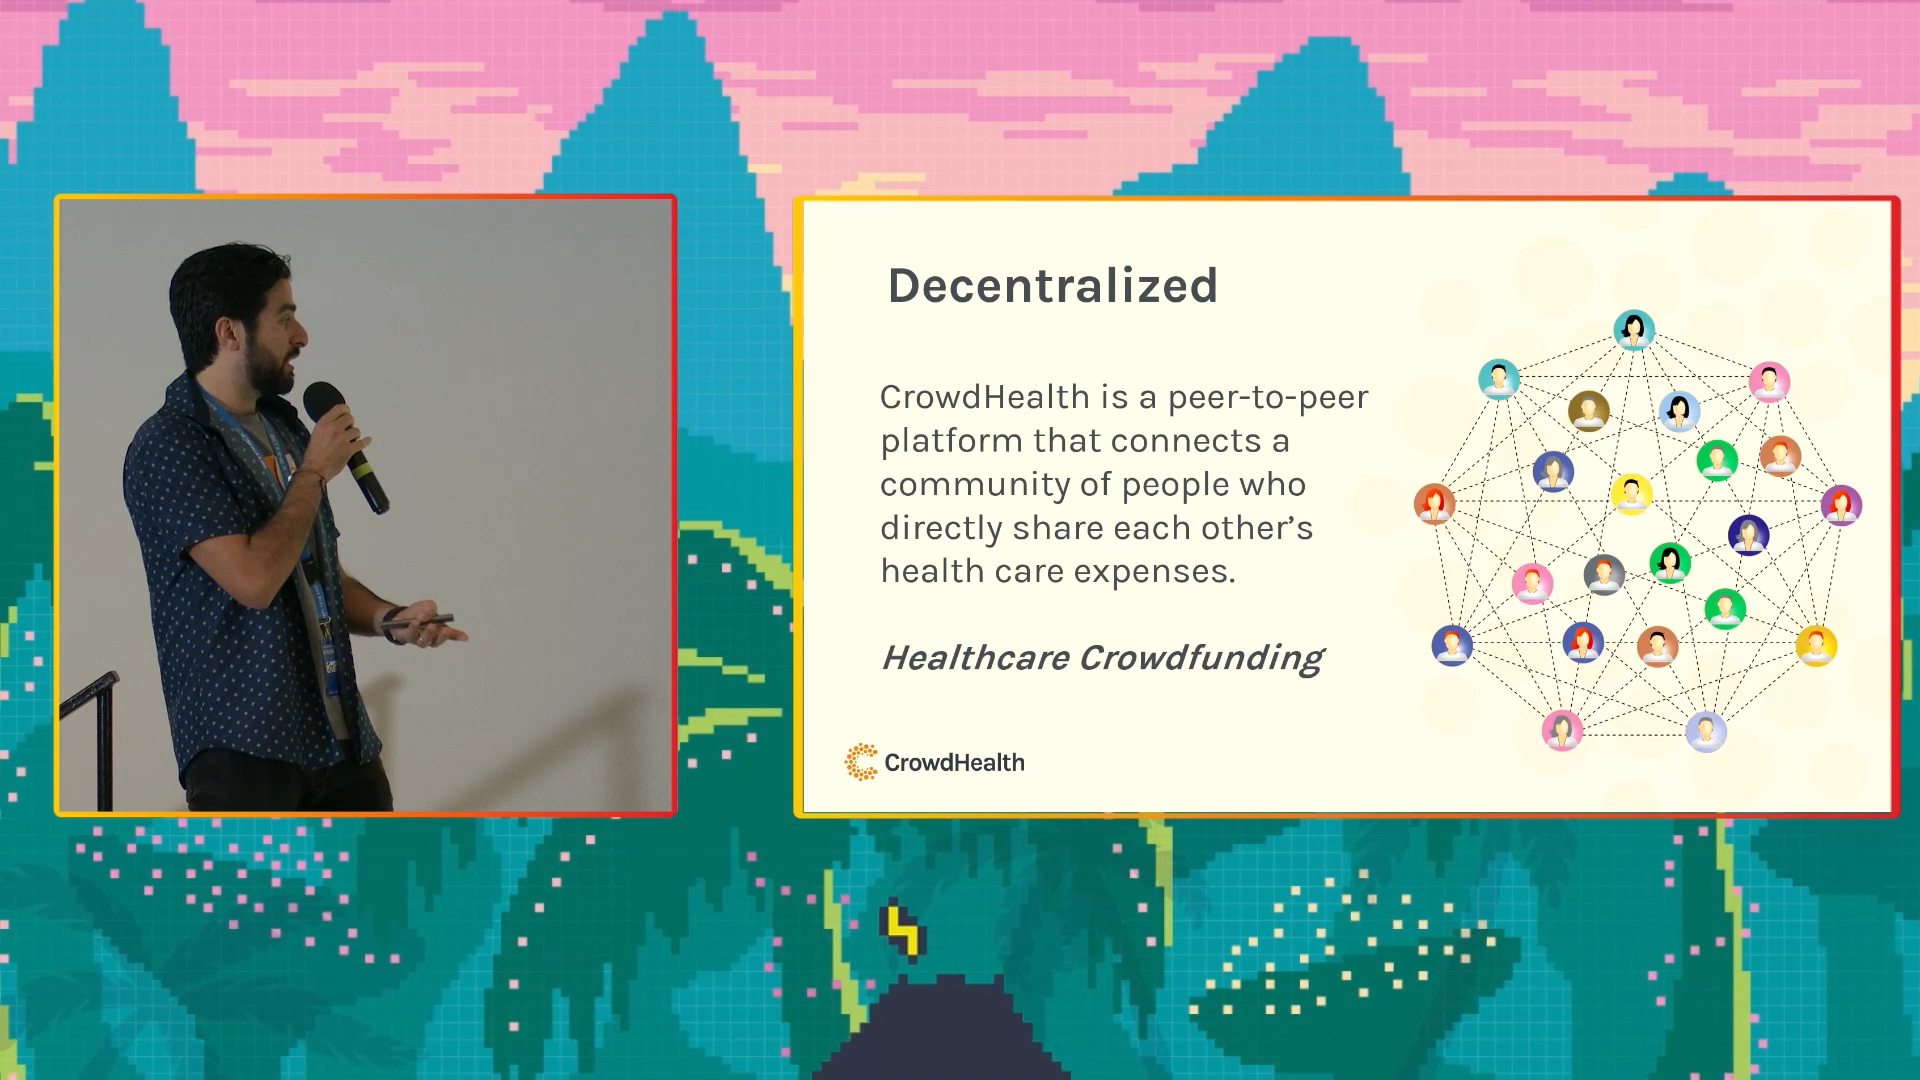 Decentralized
CrowdHealth is a peer-to-peer
platform that connects a
community of people who
directly share each other’s
health care expenses.
Healthcare Crowdfunding
CrowdHealth